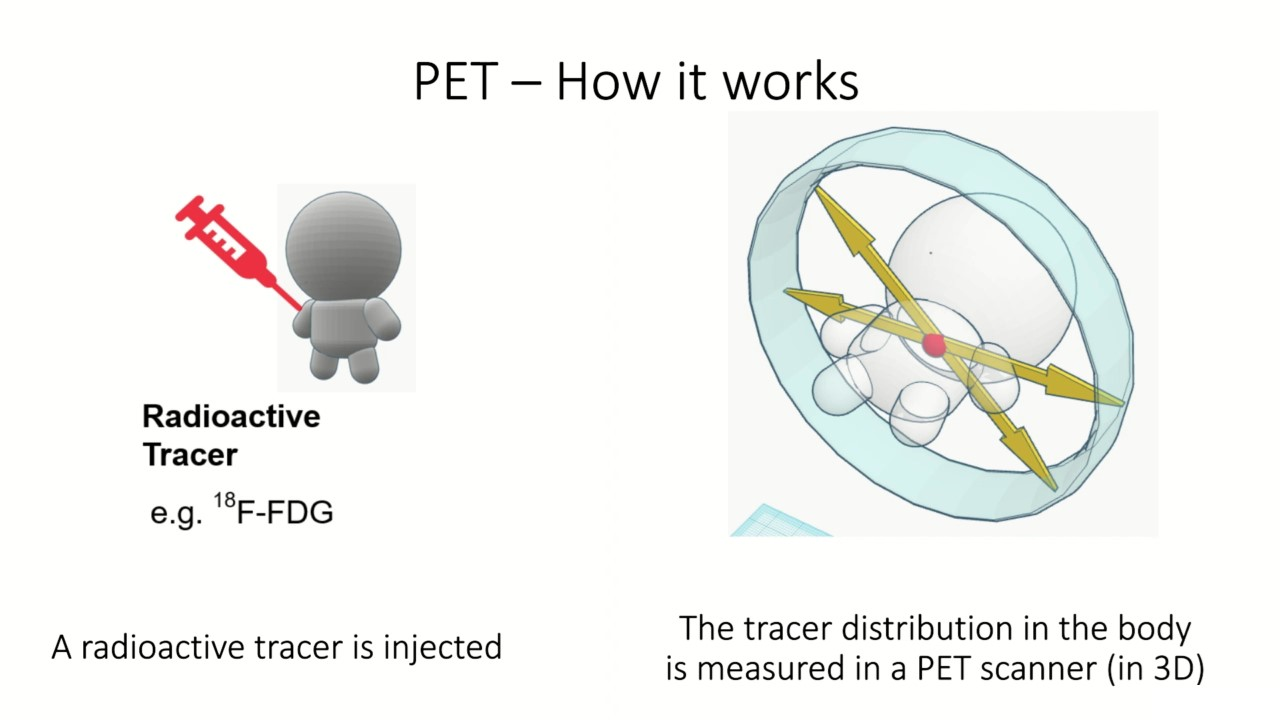 PET – How it works
Radioactive
Tracer
e.g. ¹⁸F-FDG
A radioactive tracer is injected
The tracer distribution in the body
is measured in a PET scanner (in 3D)